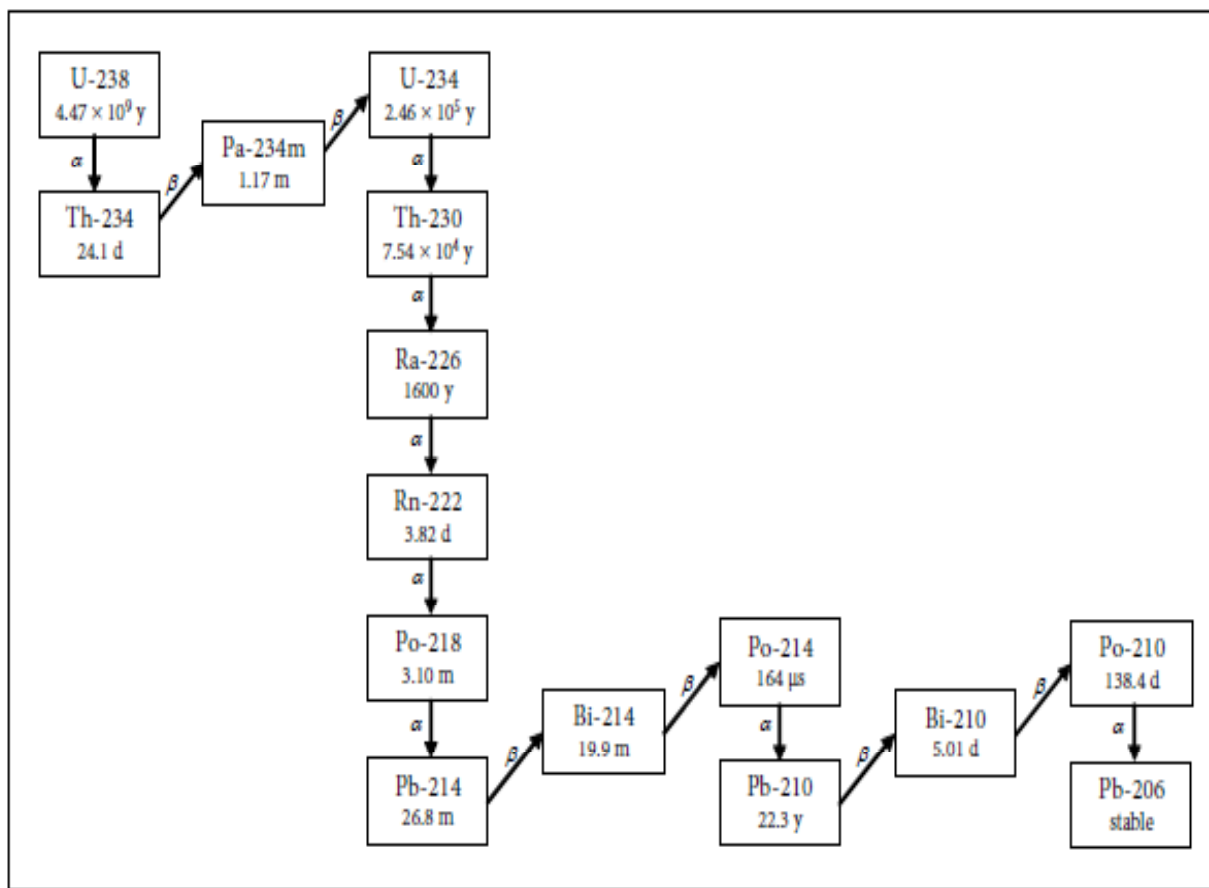 U-238
4.47 × 10⁹ y
α
Th-234
24.1 d
β
Pa-234m
1.17 m
β
U-234
2.46 × 10⁵ y
α
Th-230
7.54 × 10⁴ y
α
Ra-226
1600 y
α
Rn-222
3.82 d
α
Po-218
3.10 m
α
Pb-214
26.8 m
β
Bi-214
19.9 m
β
Po-214
164 μs
α
Pb-210
22.3 y
β
Bi-210
5.01 d
β
Po-210
138.4 d
α
Pb-206
stable